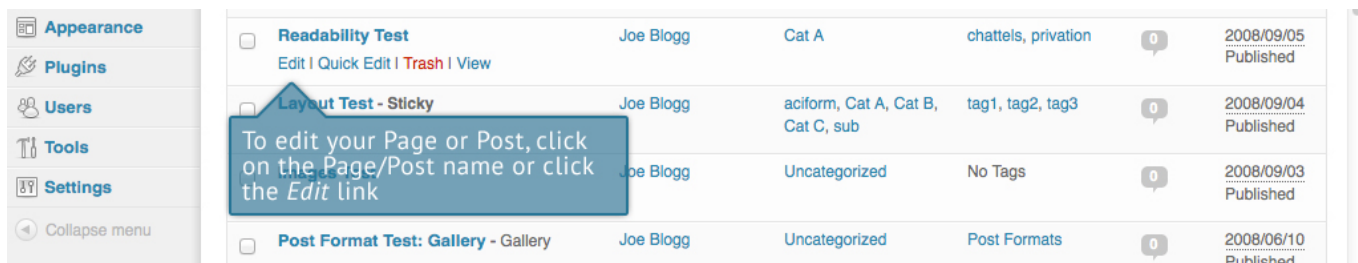 Appearance
Plugins
Users
Tools
Settings
Collapse menu
Readability Test Joe Blogg Cat A chattels, privation 0 2008/09/05
Edit | Quick Edit | Trash | View Published
Layout Test - Sticky Joe Blogg aciform, Cat A, Cat B, tag1, tag2, tag3 0 2008/09/04
Cat C, sub Published
To edit your Page or Post, click
on the Page/Post name or click
the Edit link
Images Test Joe Blogg Uncategorized No Tags 0 2008/09/03
Published
Post Format Test: Gallery - Gallery Joe Blogg Uncategorized Post Formats 0 2008/06/10
Published